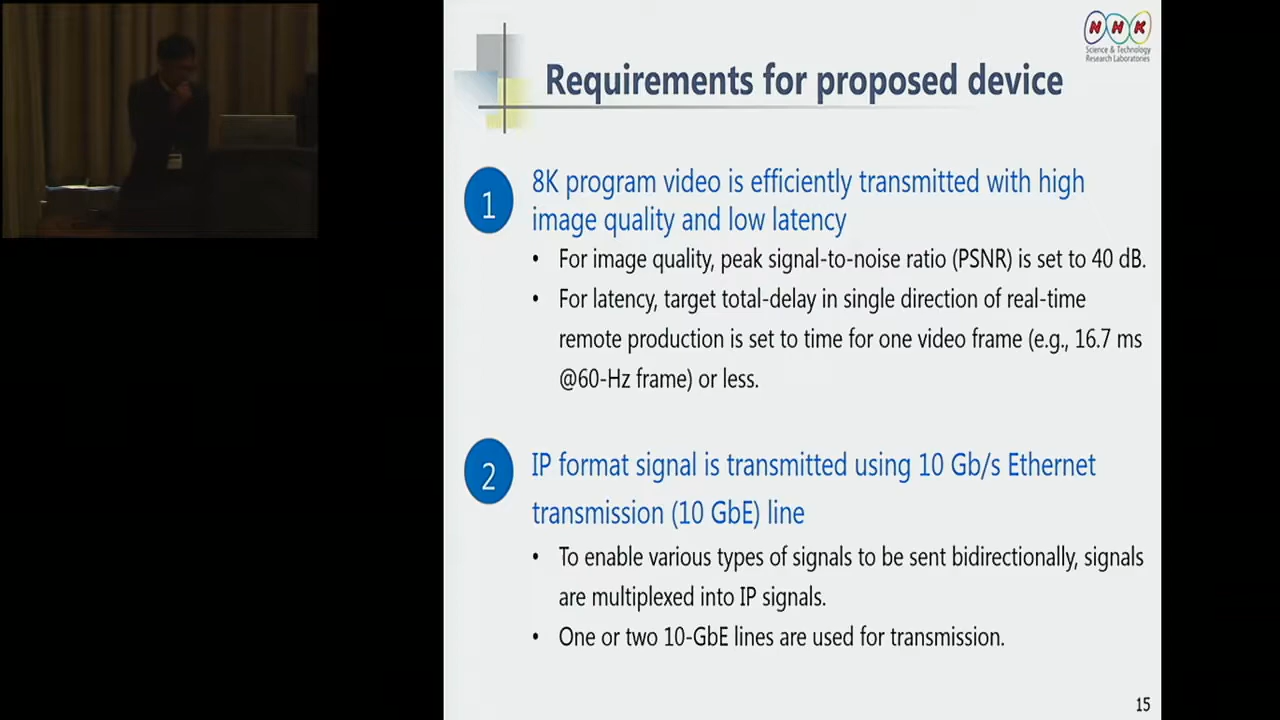 NHK
Science & Technology
Research Laboratories
Requirements for proposed device
1
8K program video is efficiently transmitted with high
image quality and low latency
• For image quality, peak signal-to-noise ratio (PSNR) is set to 40 dB.
• For latency, target total-delay in single direction of real-time
remote production is set to time for one video frame (e.g., 16.7 ms
@60-Hz frame) or less.
2
IP format signal is transmitted using 10 Gb/s Ethernet
transmission (10 GbE) line
• To enable various types of signals to be sent bidirectionally, signals
are multiplexed into IP signals.
• One or two 10-GbE lines are used for transmission.
15